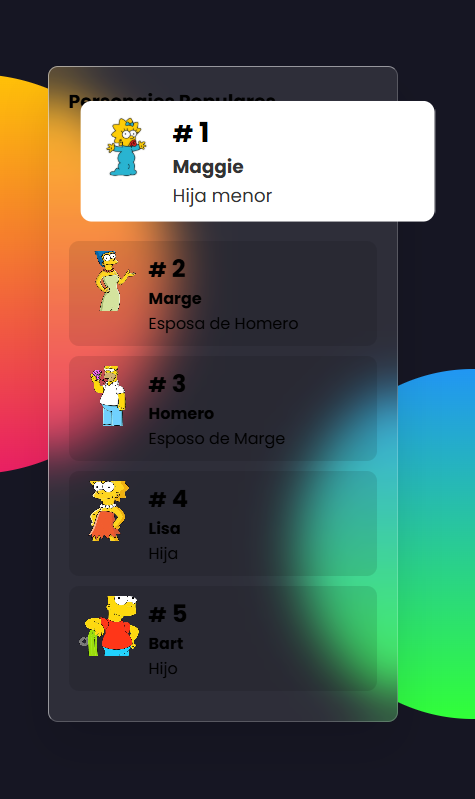 Personajes Populares
# 1
Maggie
Hija menor
# 2
Marge
Esposa de Homero
# 3
Homero
Esposo de Marge
# 4
Lisa
Hija
# 5
Bart
Hijo